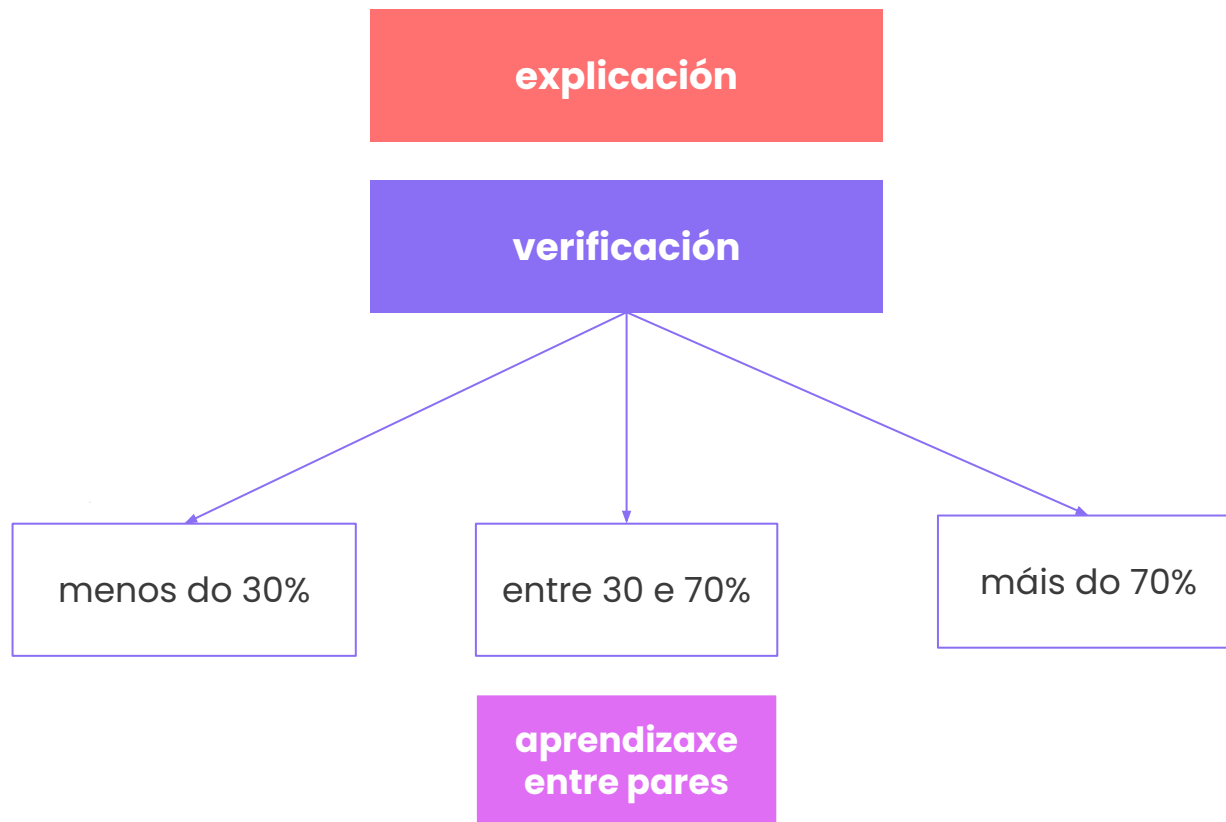 explicación
verificación
menos do 30%
entre 30 e 70%
máis do 70%
aprendizaxe
entre pares